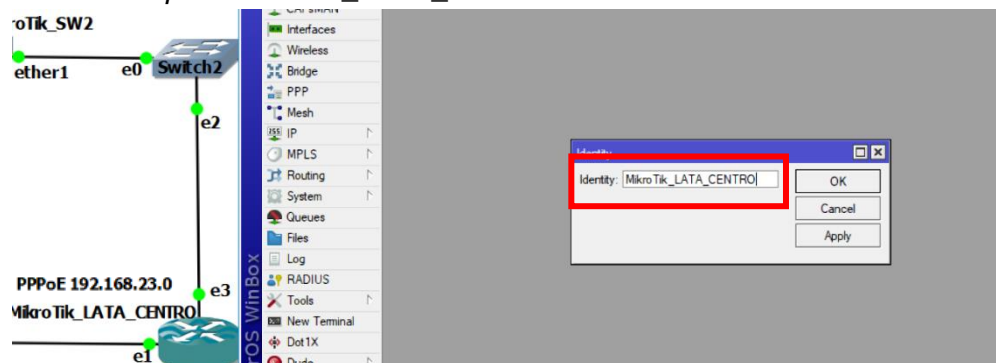 roTik_SW2
ether1
e0
Switch2
e2
PPPoE 192.168.23.0
e3
MikroTik_LATA_CENTRO
e1
OS WinBox
CAPsMAN
Interfaces
Wireless
Bridge
PPP
Mesh
IP
MPLS
Routing
System
Queues
Files
Log
RADIUS
Tools
New Terminal
Dot1X
Dude
Identity
Identity: MikroTik_LATA_CENTRO
OK
Cancel
Apply